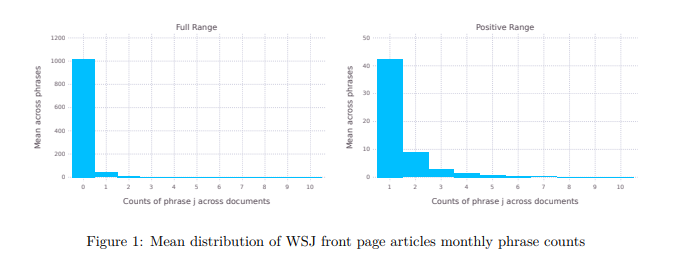 Full Range
1200
1000
800
600
400
200
0
Mean across phrases
0 1 2 3 4 5 6 7 8 9 10
Counts of phrase j across documents
Positive Range
50
40
30
20
10
0
Mean across phrases
1 2 3 4 5 6 7 8 9 10
Counts of phrase j across documents
Figure 1: Mean distribution of WSJ front page articles monthly phrase counts